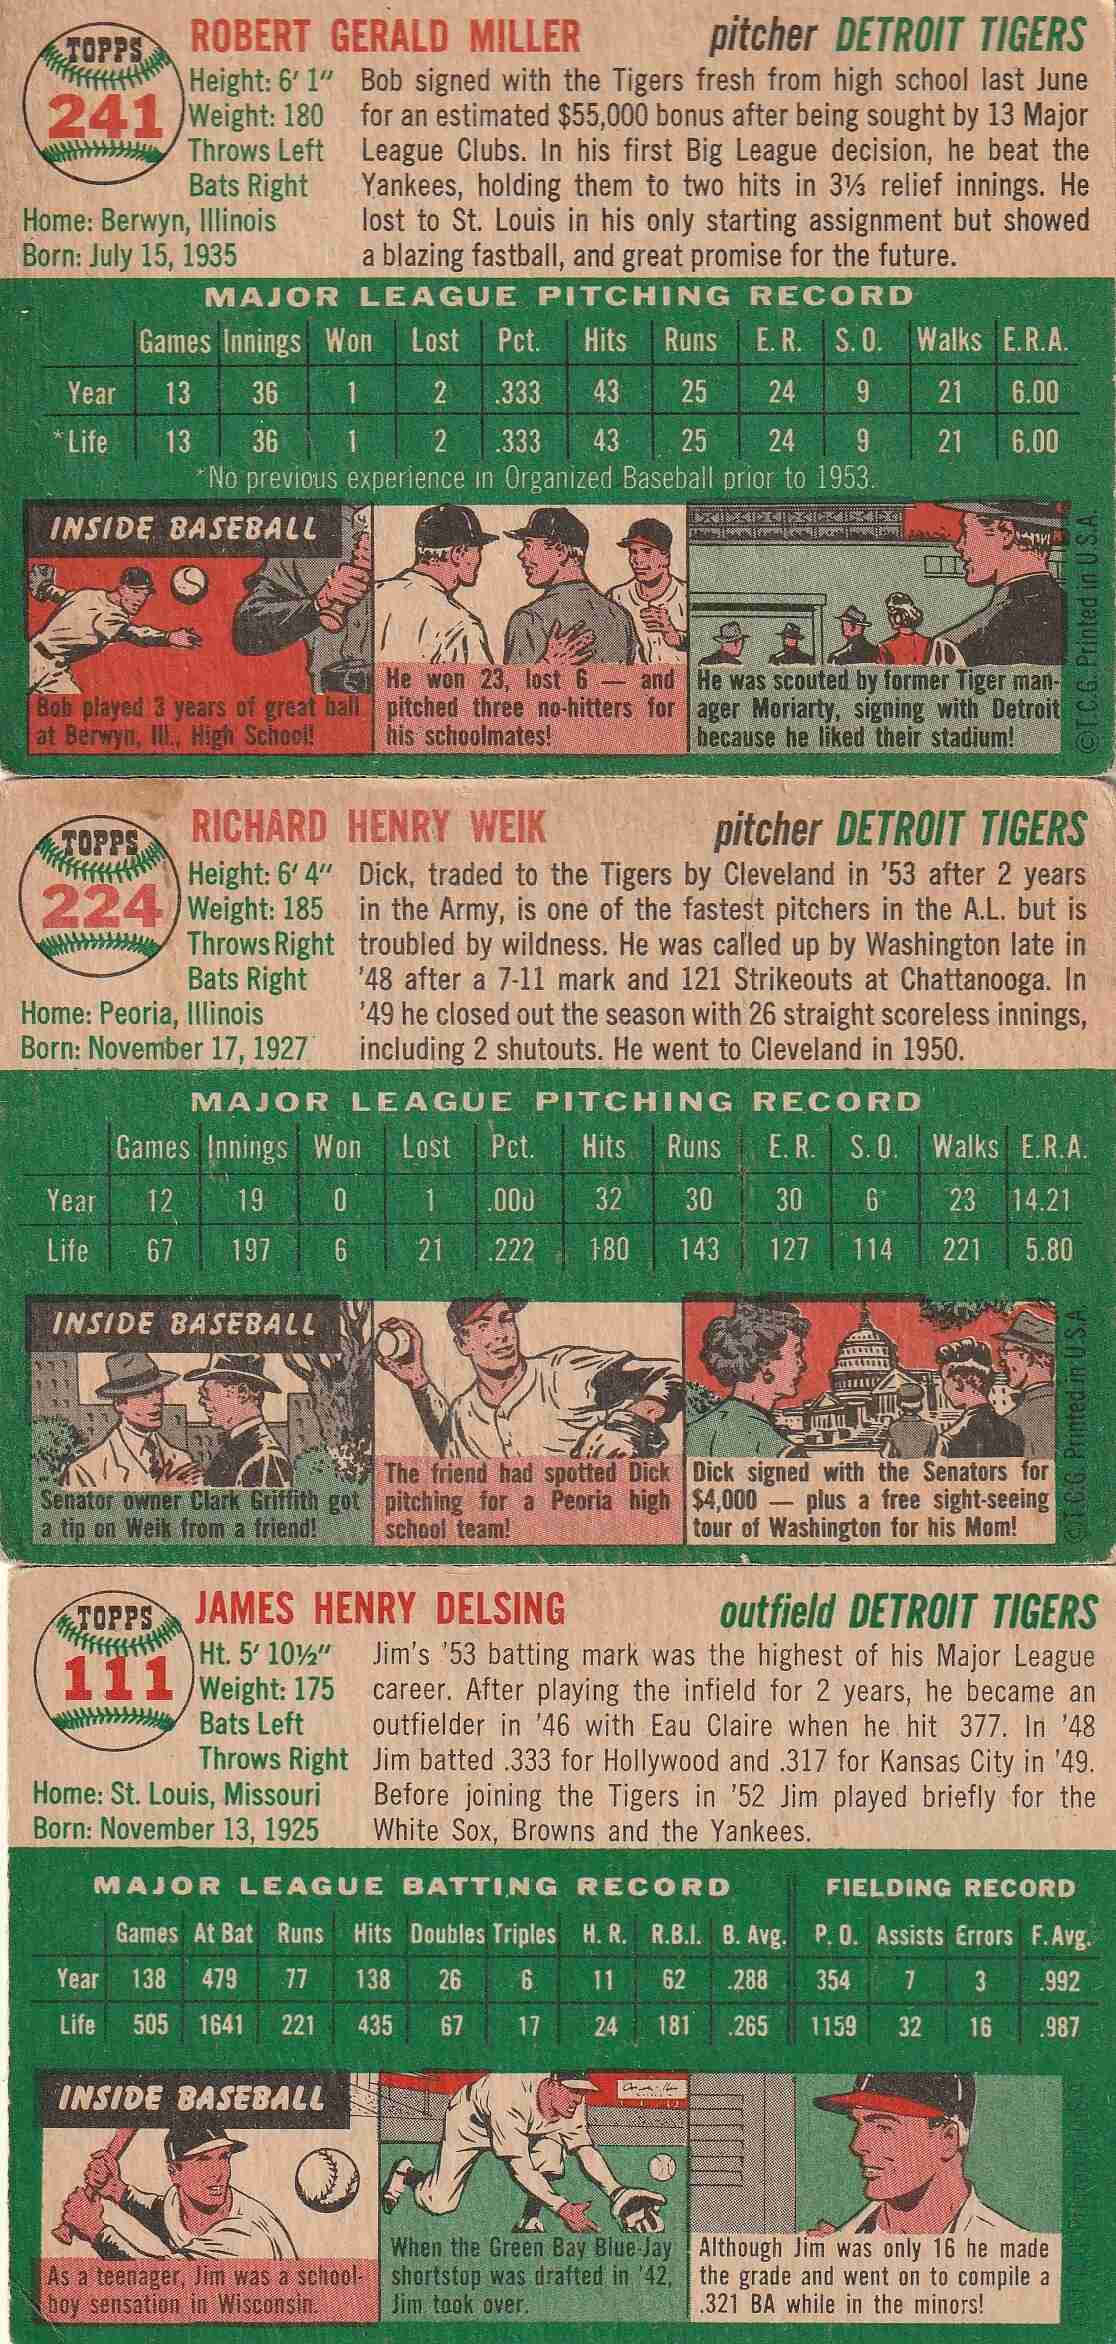 TOPPS
241
ROBERT GERALD MILLER
pitcher DETROIT TIGERS
Height: 6' 1"
Weight: 180
Throws Left
Bats Right
Home: Berwyn, Illinois
Born: July 15, 1935
Bob signed with the Tigers fresh from high school last June
for an estimated $55,000 bonus after being sought by 13 Major
League Clubs. In his first Big League decision, he beat the
Yankees, holding them to two hits in 3⅓ relief innings. He
lost to St. Louis in his only starting assignment but showed
a blazing fastball, and great promise for the future.
MAJOR LEAGUE PITCHING RECORD
Games Innings Won Lost Pct. Hits Runs E. R. S. O. Walks E.R.A.
Year 13 36 1 2 .333 43 25 24 9 21 6.00
*Life 13 36 1 2 .333 43 25 24 9 21 6.00
*No previous experience in Organized Baseball prior to 1953.
INSIDE BASEBALL
Bob played 3 years of great ball
at Berwyn, Ill., High School!
He won 23, lost 6 — and
pitched three no-hitters for
his schoolmates!
He was scouted by former Tiger man-
ager Moriarty, signing with Detroit
because he liked their stadium!
©T.C.G. Printed in U.S.A.
TOPPS
224
RICHARD HENRY WEIK
pitcher DETROIT TIGERS
Height: 6' 4"
Weight: 185
Throws Right
Bats Right
Home: Peoria, Illinois
Born: November 17, 1927
Dick, traded to the Tigers by Cleveland in '53 after 2 years
in the Army, is one of the fastest pitchers in the A.L. but is
troubled by wildness. He was called up by Washington late in
'48 after a 7-11 mark and 121 Strikeouts at Chattanooga. In
'49 he closed out the season with 26 straight scoreless innings,
including 2 shutouts. He went to Cleveland in 1950.
MAJOR LEAGUE PITCHING RECORD
Games Innings Won Lost Pct. Hits Runs E. R. S. O. Walks E.R.A.
Year 12 19 0 1 .000 32 30 30 6 23 14.21
Life 67 197 6 21 .222 180 143 127 114 221 5.80
INSIDE BASEBALL
Senator owner Clark Griffith got
a tip on Weik from a friend!
The friend had spotted Dick
pitching for a Peoria high
school team!
Dick signed with the Senators for
$4,000 — plus a free sight-seeing
tour of Washington for his Mom!
©T.C.G. Printed in U.S.A.
TOPPS
111
JAMES HENRY DELSING
outfield DETROIT TIGERS
Ht. 5' 10½"
Weight: 175
Bats Left
Throws Right
Home: St. Louis, Missouri
Born: November 13, 1925
Jim's '53 batting mark was the highest of his Major League
career. After playing the infield for 2 years, he became an
outfielder in '46 with Eau Claire when he hit 377. In '48
Jim batted .333 for Hollywood and .317 for Kansas City in '49.
Before joining the Tigers in '52 Jim played briefly for the
White Sox, Browns and the Yankees.
MAJOR LEAGUE BATTING RECORD FIELDING RECORD
Games At Bat Runs Hits Doubles Triples H. R. R.B.I. B. Avg. P. O. Assists Errors F. Avg.
Year 138 479 77 138 26 6 11 62 .288 354 7 3 .992
Life 505 1641 221 435 67 17 24 181 .265 1159 32 16 .987
INSIDE BASEBALL
As a teenager, Jim was a school-
boy sensation in Wisconsin.
When the Green Bay Blue-Jay
shortstop was drafted in '42,
Jim took over.
Although Jim was only 16 he made
the grade and went on to compile a
.321 BA while in the minors!